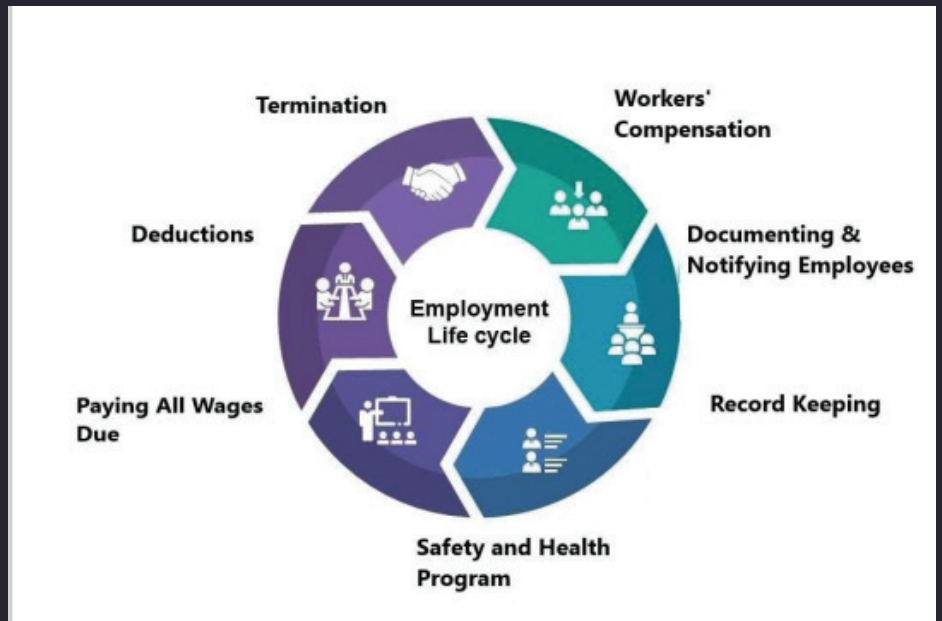 Termination
Workers'
Compensation
Deductions
Documenting &
Notifying Employees
Employment
Life cycle
Paying All Wages
Due
Record Keeping
Safety and Health
Program